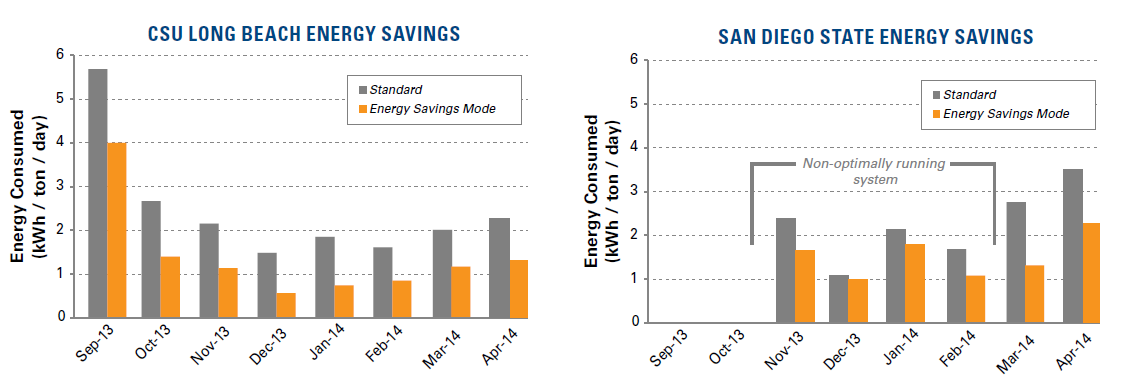 CSU LONG BEACH ENERGY SAVINGS
Energy Consumed
(kWh / ton / day)
6
5
4
3
2
1
0
Standard
Energy Savings Mode
Sep-13
Oct-13
Nov-13
Dec-13
Jan-14
Feb-14
Mar-14
Apr-14
SAN DIEGO STATE ENERGY SAVINGS
Energy Consumed
(kWh / ton / day)
6
5
4
3
2
1
0
Standard
Energy Savings Mode
Non-optimally running
system
Sep-13
Oct-13
Nov-13
Dec-13
Jan-14
Feb-14
Mar-14
Apr-14